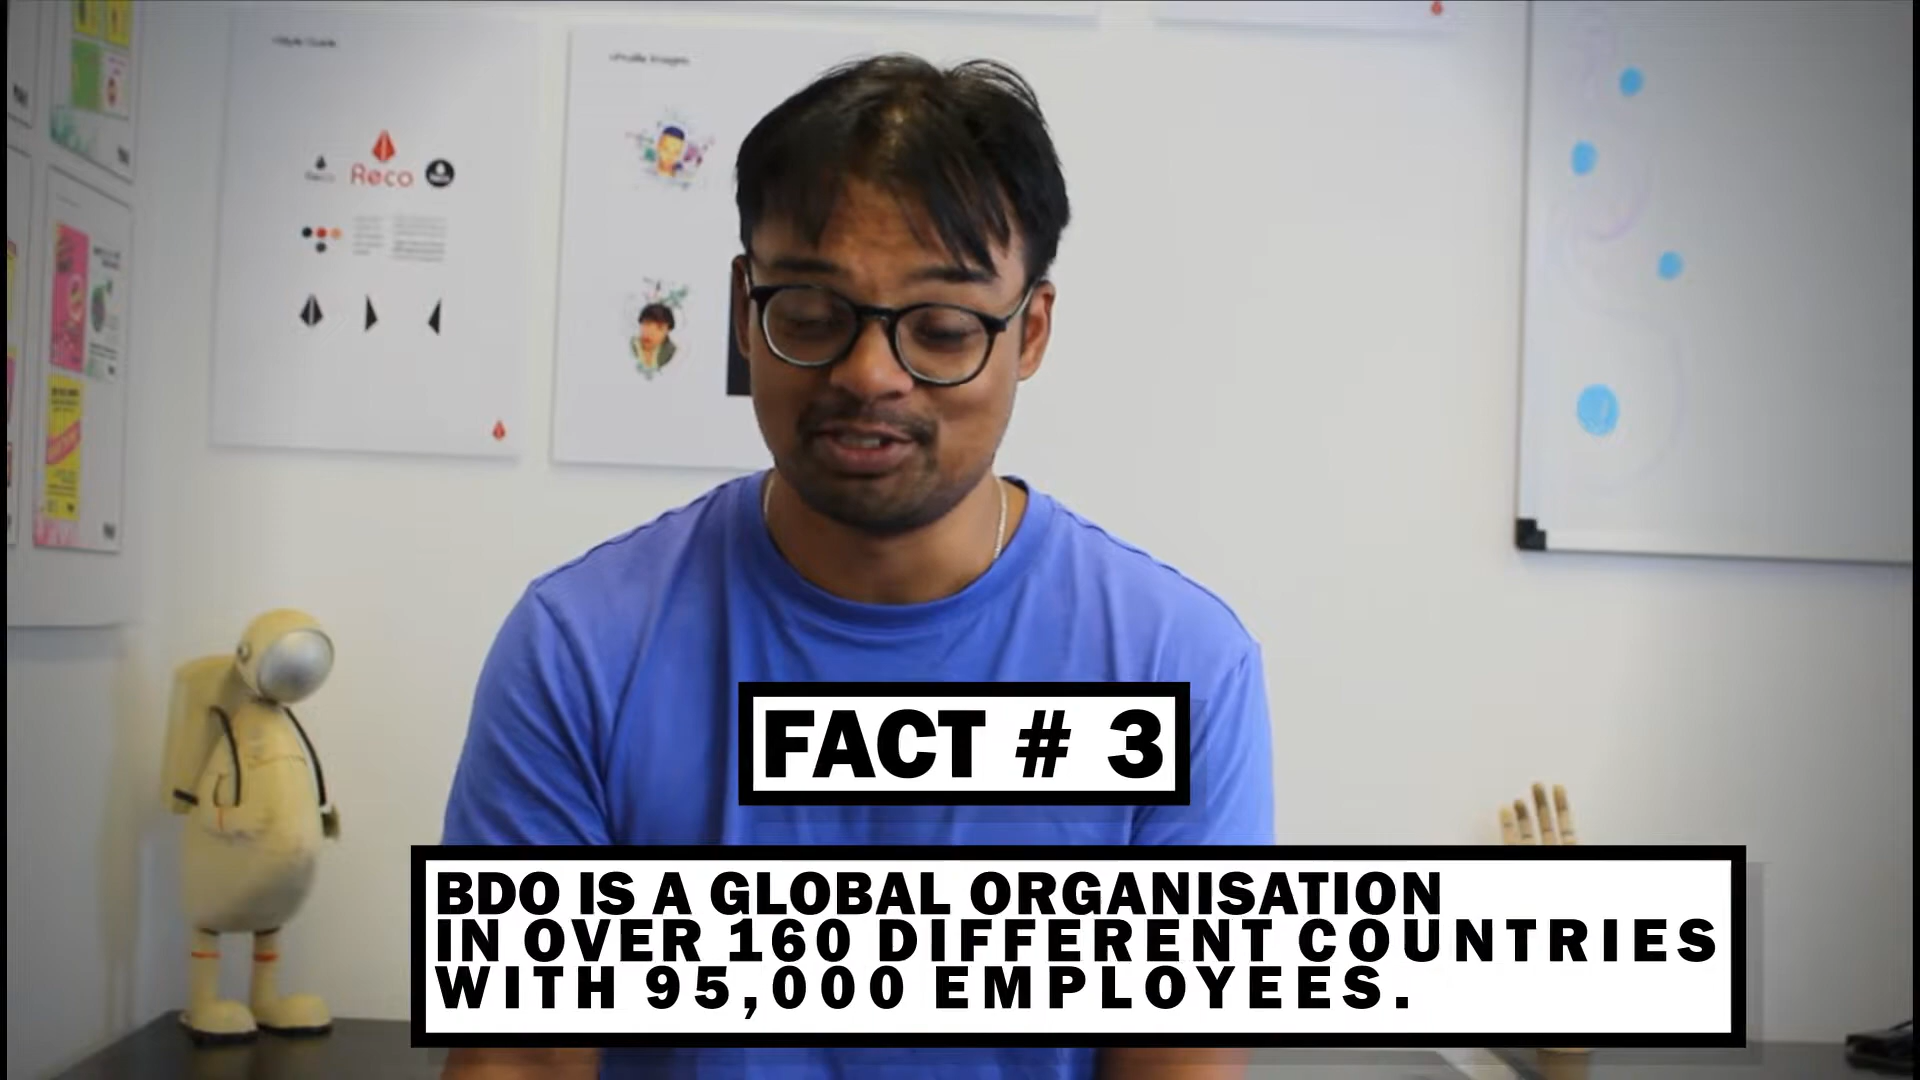 Reco
FACT # 3
BDO IS A GLOBAL ORGANISATION
IN OVER 160 DIFFERENT COUNTRIES
WITH 95,000 EMPLOYEES.